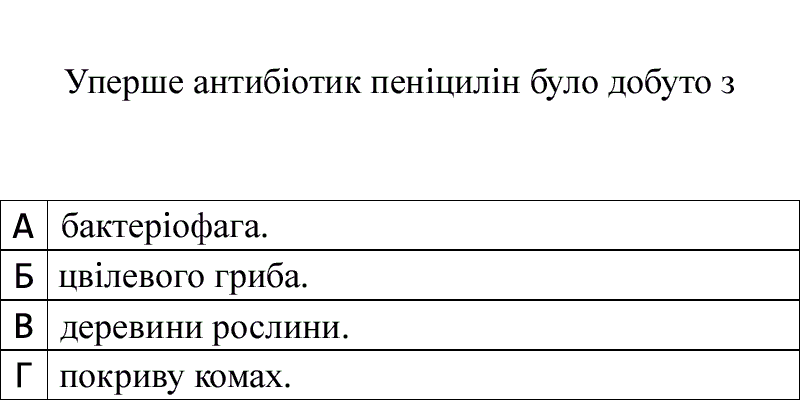 Уперше антибіотик пеніцилін було добуто з
А бактеріофага.
Б цвілевого гриба.
В деревини рослини.
Г покриву комах.